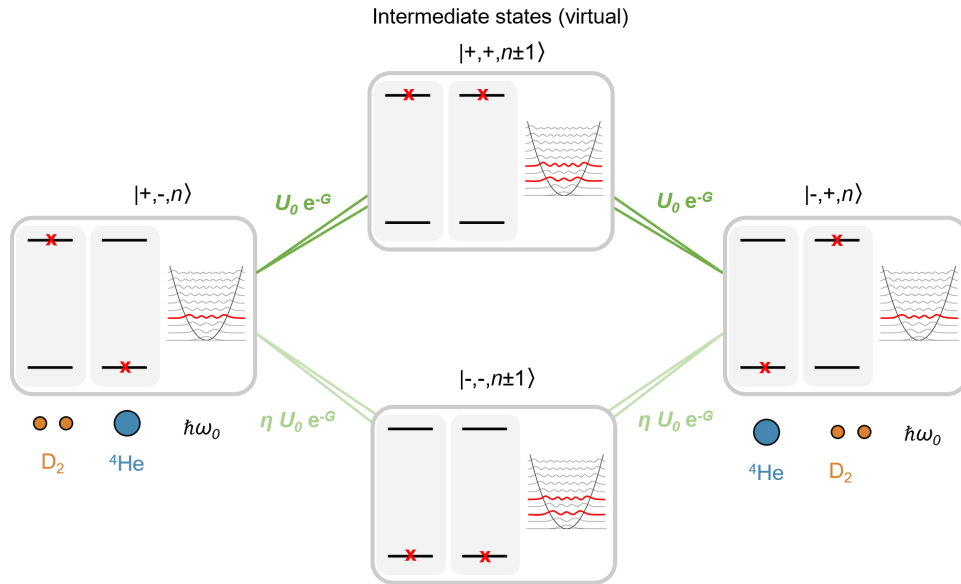 Intermediate states (virtual)
|+,+,n±1⟩
|+,-,n⟩
U₀ e⁻ᴳ
U₀ e⁻ᴳ
|-,+,n⟩
|-,-,n±1⟩
η U₀ e⁻ᴳ
η U₀ e⁻ᴳ
ħω₀
D₂
⁴He
ħω₀
⁴He
D₂